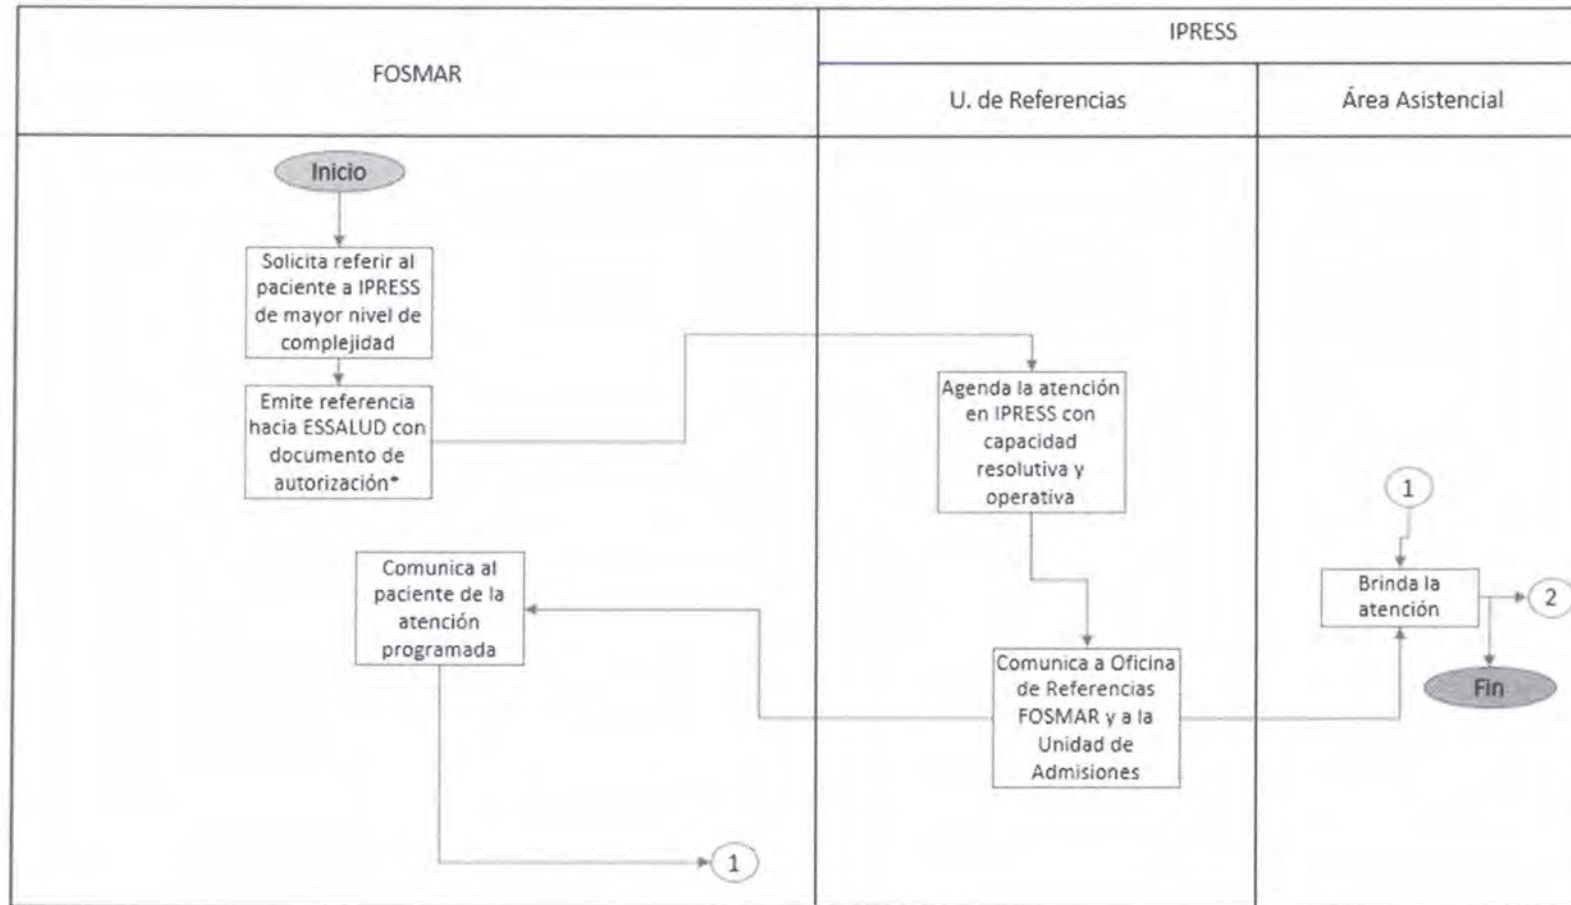 FOSMAR
IPRESS
U. de Referencias
Área Asistencial
Inicio
Solicita referir al
paciente a IPRESS
de mayor nivel de
complejidad
Emite referencia
hacia ESSALUD con
documento de
autorización*
Agenda la atención
en IPRESS con
capacidad
resolutiva y
operativa
1
Comunica al
paciente de la
atención
programada
Brinda la
atención
2
Comunica a Oficina
de Referencias
FOSMAR y a la
Unidad de
Admisiones
Fin
1